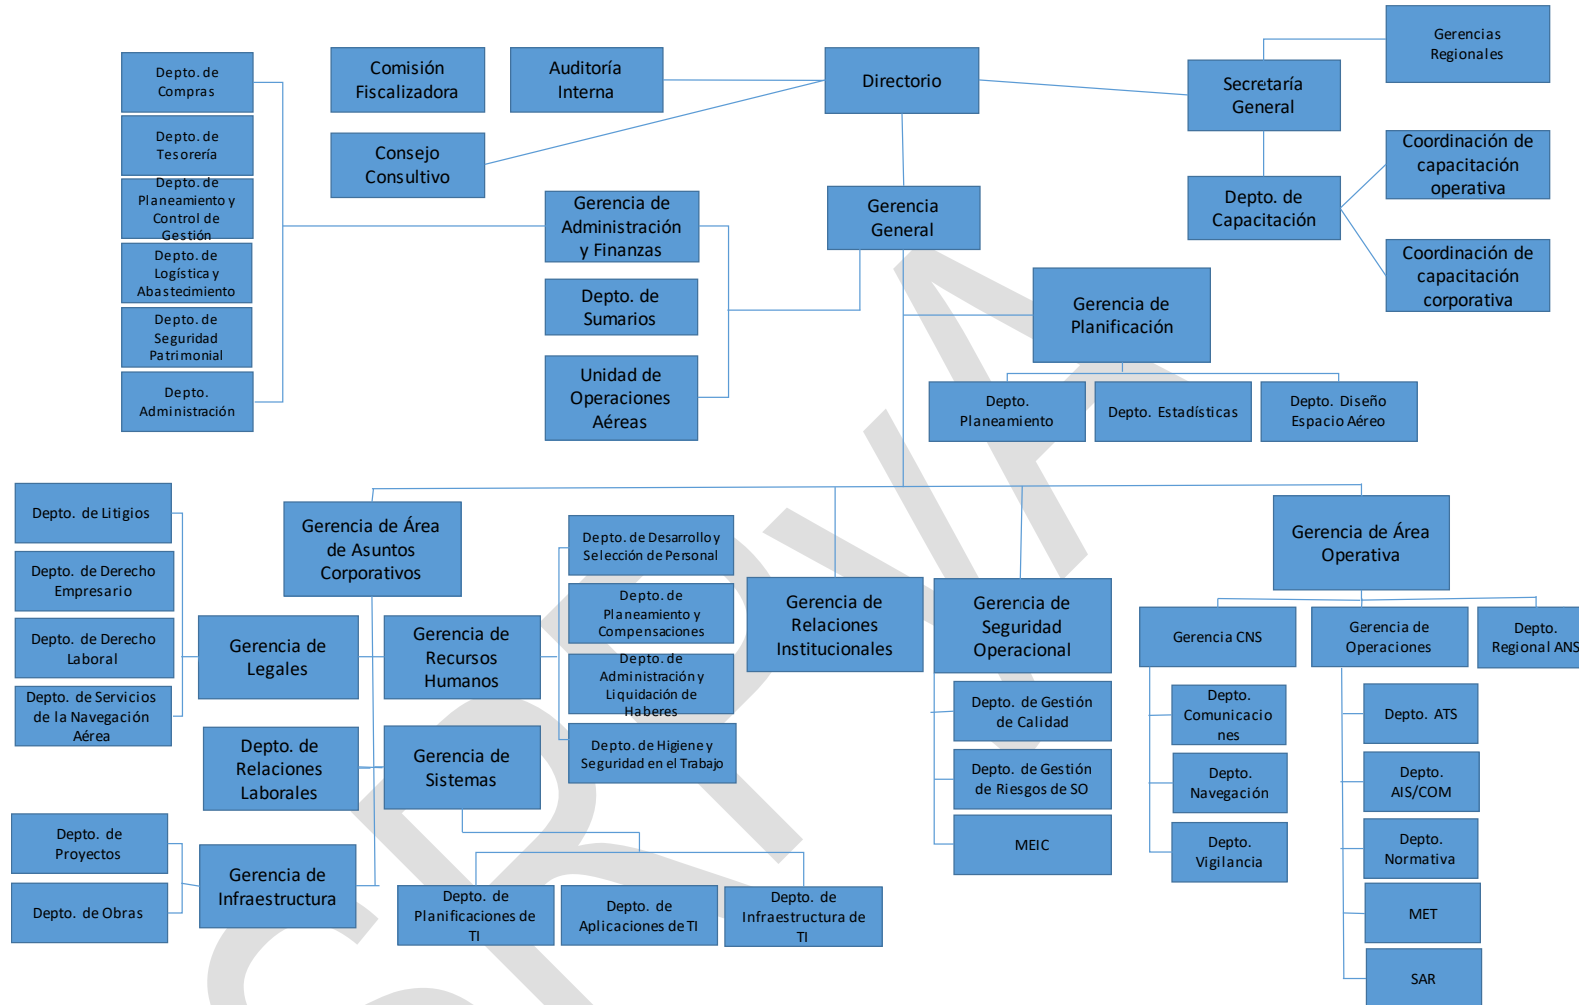 Depto. de
Compras
Depto. de
Tesorería
Depto. de
Planeamiento y
Control de
Gestión
Depto. de
Logística y
Abastecimiento
Depto. de
Seguridad
Patrimonial
Depto.
Administración
Comisión
Fiscalizadora
Auditoría
Interna
Consejo
Consultivo
Directorio
Secretaría
General
Gerencias
Regionales
Depto. de
Capacitación
Coordinación de
capacitación
operativa
Coordinación de
capacitación
corporativa
Gerencia
General
Gerencia de
Administración
y Finanzas
Depto. de
Sumarios
Unidad de
Operaciones
Aéreas
Gerencia de
Planificación
Depto.
Planeamiento
Depto. Estadísticas
Depto. Diseño
Espacio Aéreo
Depto. de Litigios
Depto. de Derecho
Empresario
Depto. de Derecho
Laboral
Depto. de Servicios
de la Navegación
Aérea
Gerencia de Área
de Asuntos
Corporativos
Gerencia de
Legales
Gerencia de
Recursos
Humanos
Depto. de Desarrollo y
Selección de Personal
Depto. de
Planeamiento y
Compensaciones
Depto. de
Administración y
Liquidación de
Haberes
Depto. de Higiene y
Seguridad en el Trabajo
Depto. de
Relaciones
Laborales
Gerencia de
Sistemas
Depto. de
Proyectos
Depto. de Obras
Gerencia de
Infraestructura
Depto. de
Planificaciones de
TI
Depto. de
Aplicaciones de TI
Depto. de
Infraestructura de
TI
Gerencia de
Relaciones
Institucionales
Gerencia de
Seguridad
Operacional
Depto. de Gestión
de Calidad
Depto. de Gestión
de Riesgos de SO
MEIC
Gerencia de Área
Operativa
Gerencia CNS
Gerencia de
Operaciones
Depto.
Regional ANS
Depto.
Comunicacio
nes
Depto.
Navegación
Depto.
Vigilancia
Depto. ATS
Depto.
AIS/COM
Depto.
Normativa
MET
SAR